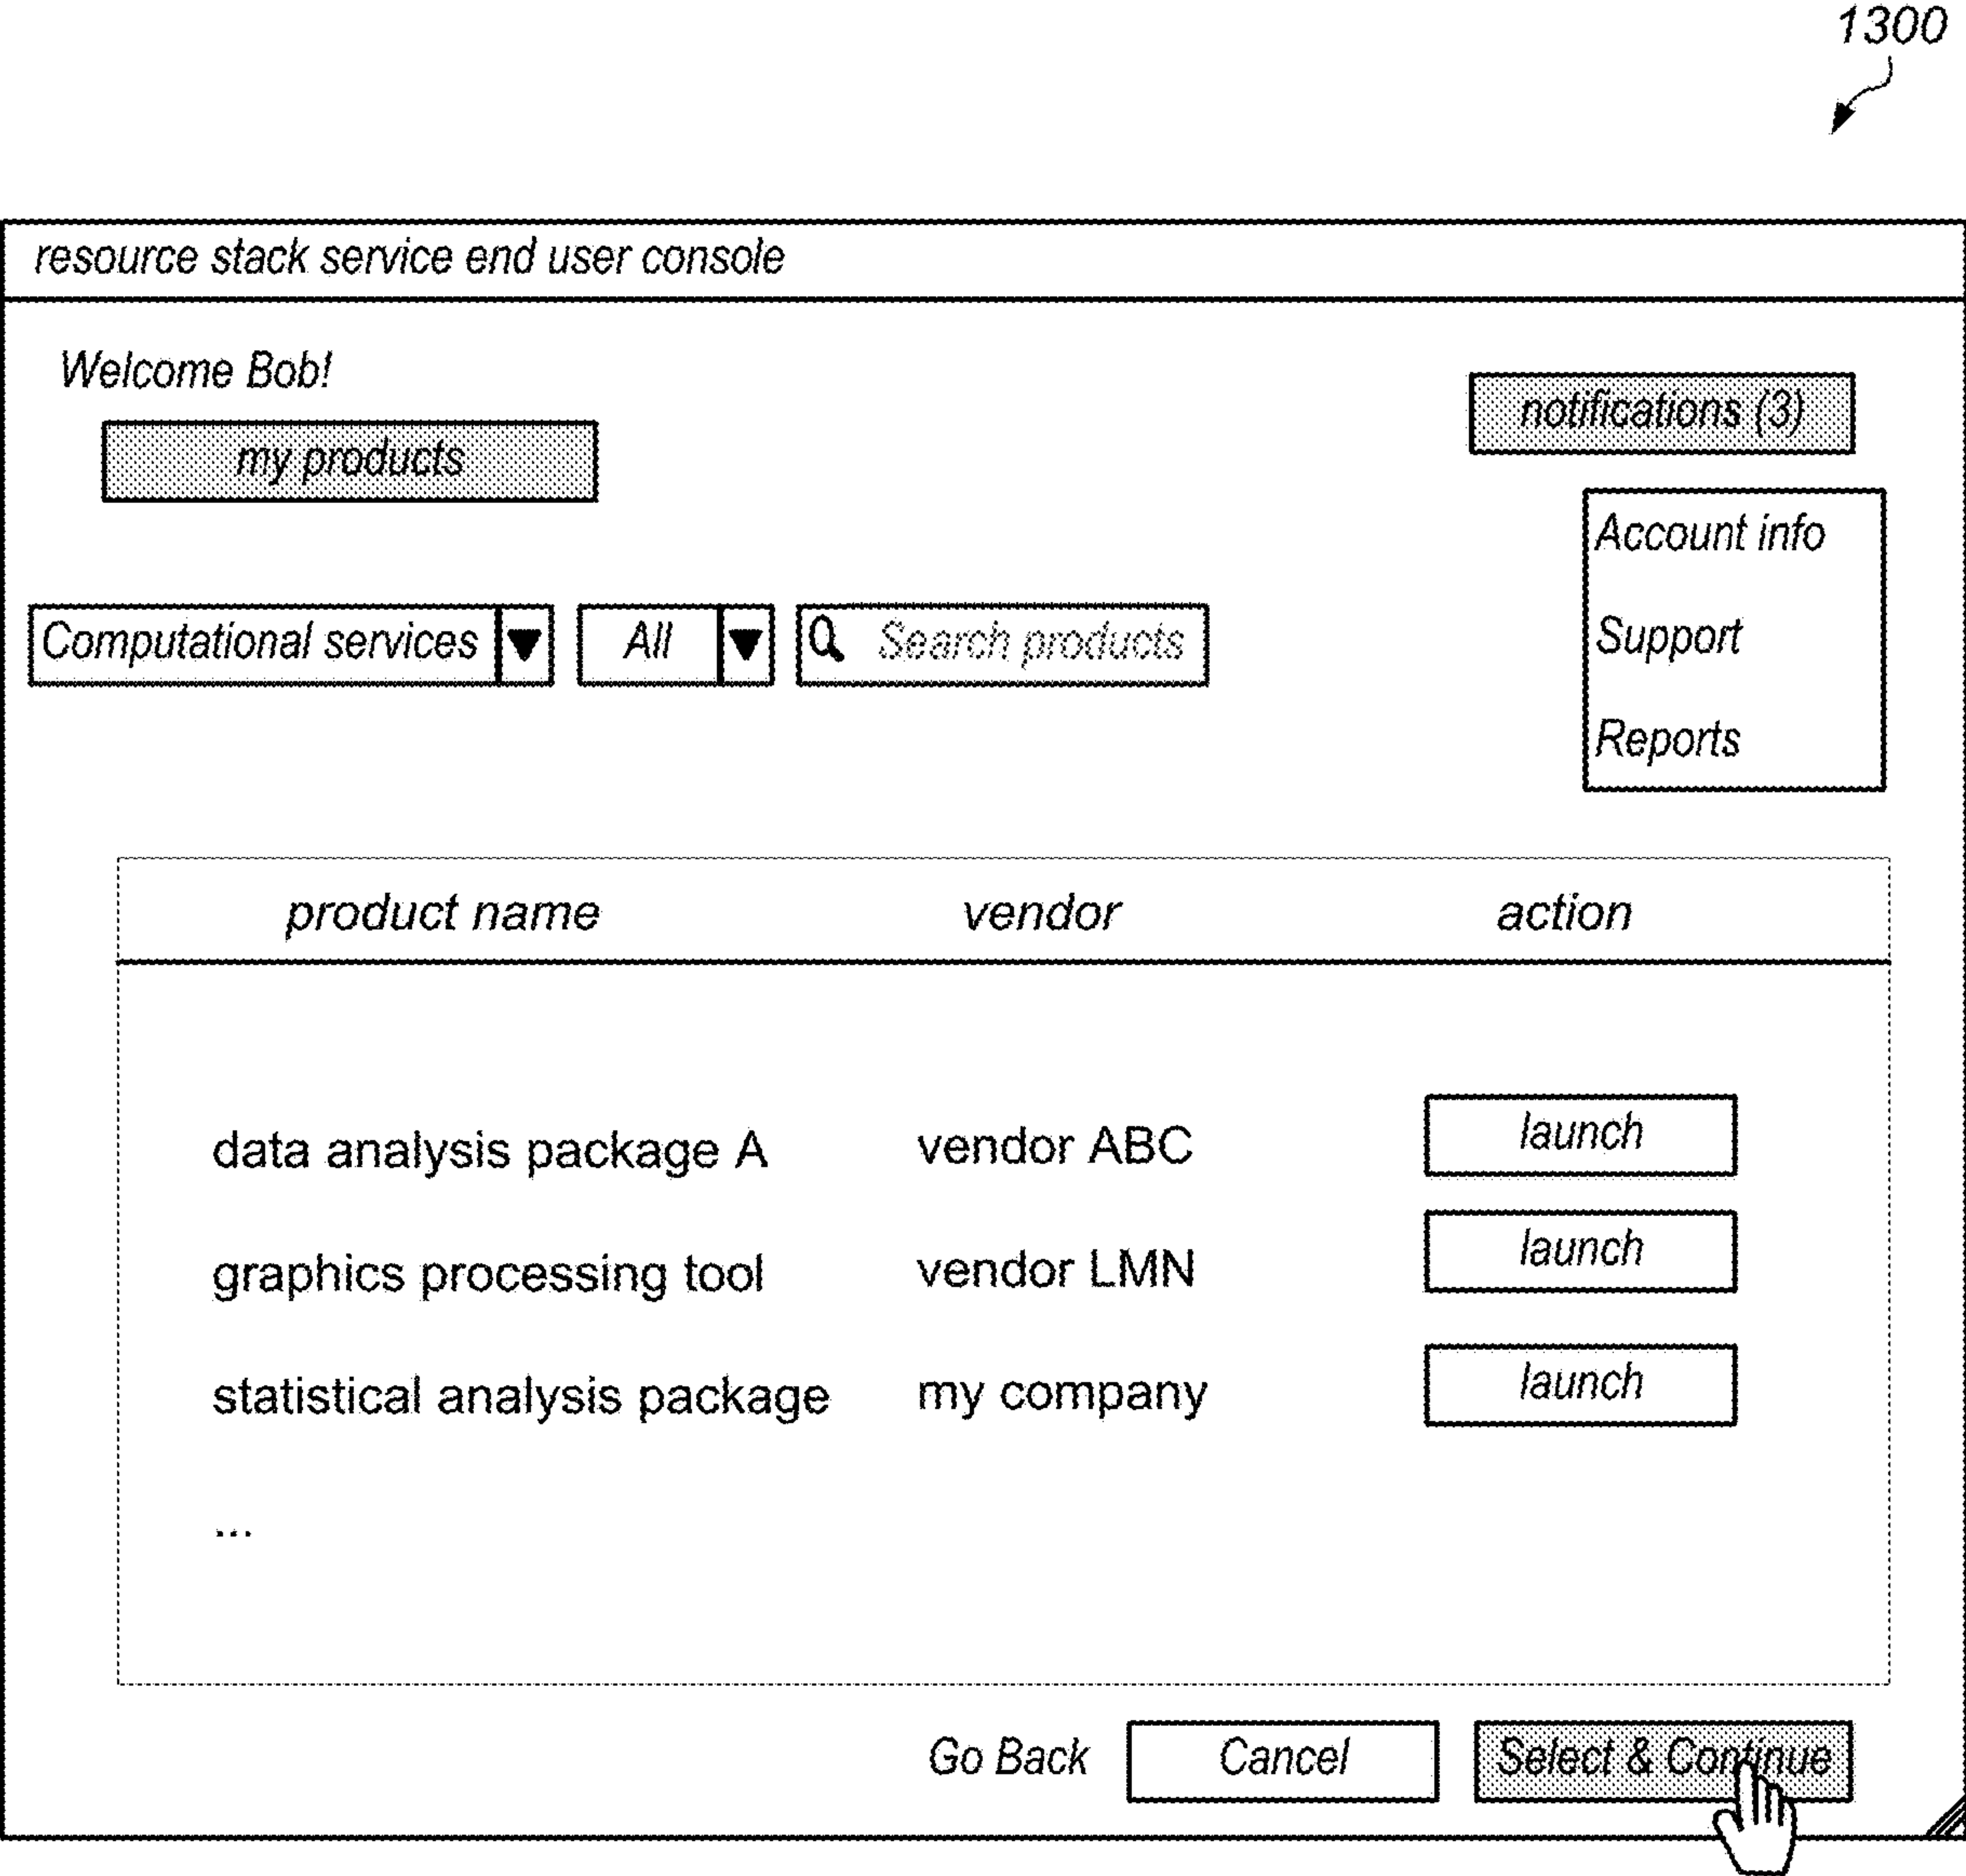 1300
resource stack service end user console
Welcome Bob!
notifications (3)
my products
Account info
Support
Reports
Computational services All Search products
product name vendor action
data analysis package A vendor ABC launch
graphics processing tool vendor LMN launch
statistical analysis package my company launch
...
Go Back Cancel Select & Continue